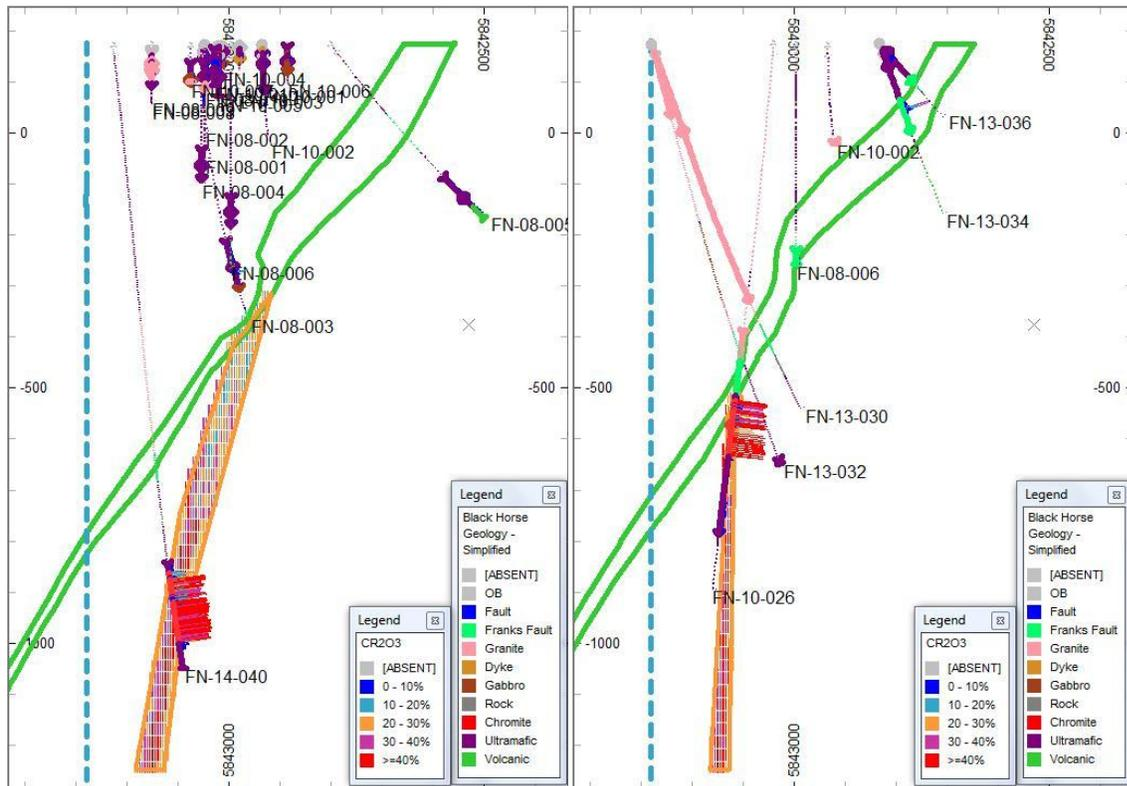 5842500
FN-10-004
FN-10-006
FN-10-002
FN-08-002
FN-08-001
FN-08-004
FN-08-005
N-08-006
FN-08-003
FN-14-040
0
-500
-500
5843000
Legend
CR2O3
[ABSENT]
0 - 10%
10 - 20%
20 - 30%
30 - 40%
>=40%
Legend
Black Horse
Geology -
Simplified
[ABSENT]
OB
Fault
Franks Fault
Granite
Dyke
Gabbro
Rock
Chromite
Ultramafic
Volcanic
5843000
5842500
0
0
FN-13-036
FN-10-002
FN-13-034
FN-08-006
-500
-500
FN-13-030
FN-13-032
FN-10-026
-1000
5843000
Legend
CR2O3
[ABSENT]
0 - 10%
10 - 20%
20 - 30%
30 - 40%
>=40%
Legend
Black Horse
Geology -
Simplified
[ABSENT]
OB
Fault
Franks Fault
Granite
Dyke
Gabbro
Rock
Chromite
Ultramafic
Volcanic